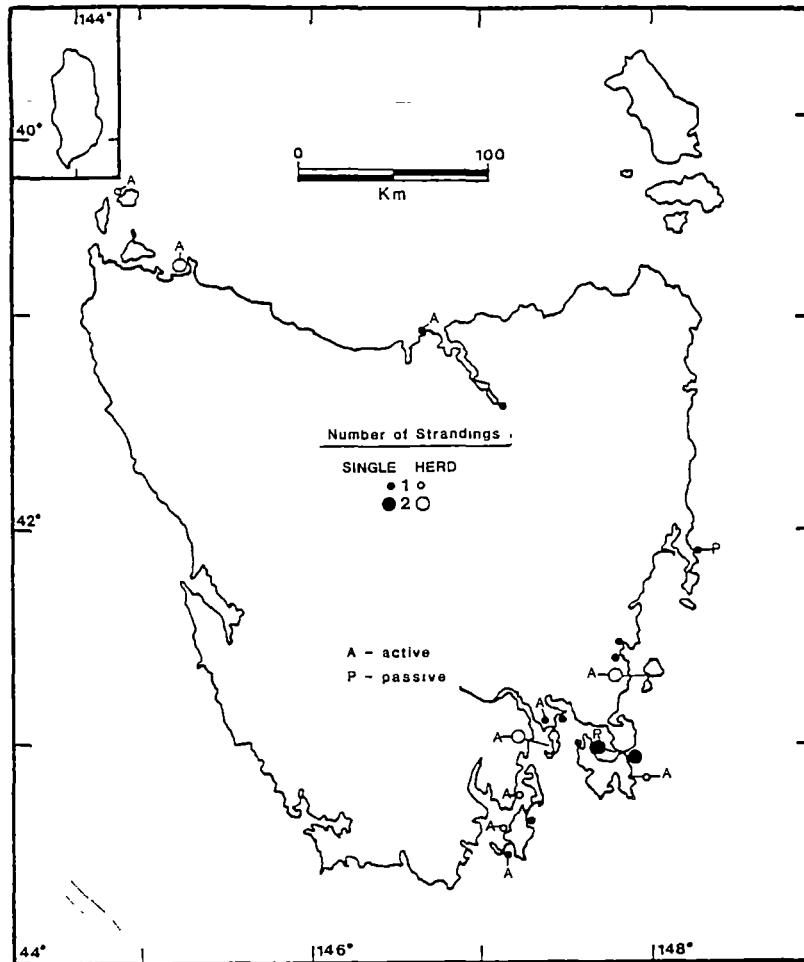 144°
40°
A
0 100
Km
A
A
Number of Strandings
SINGLE HERD
1
2
42°
P
A - active
P - passive
A
A
A
P
A
A
A
A
44°
146°
148°